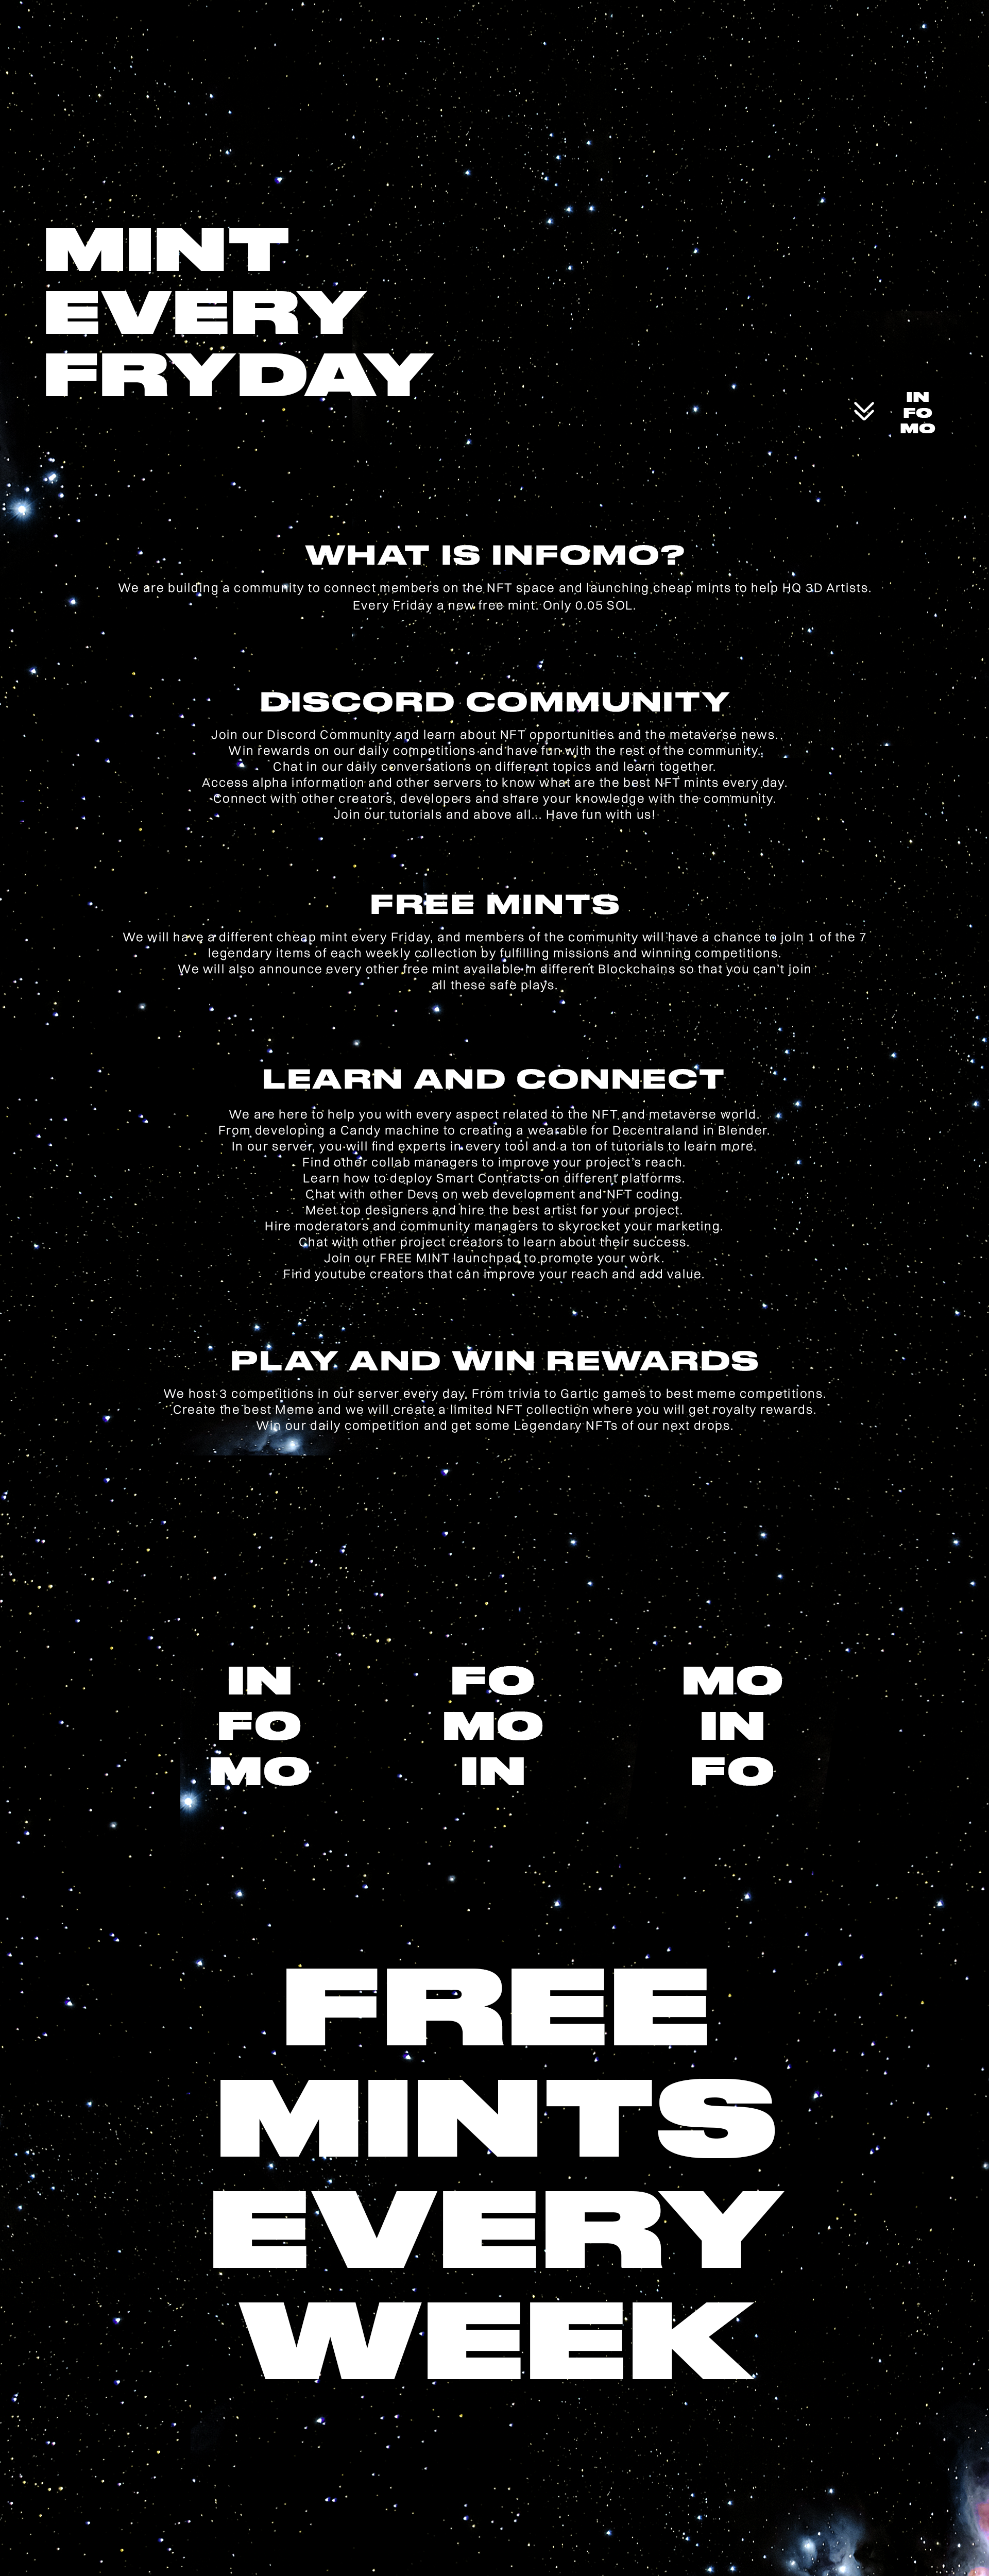 MINT
EVERY
FRYDAY
IN
FO
MO
WHAT IS INFOMO?
We are building a community to connect members on the NFT space and launching cheap mints to help HQ 3D Artists.
Every Friday a new free mint. Only 0.05 SOL.
DISCORD COMMUNITY
Join our Discord Community and learn about NFT opportunities and the metaverse news.
Win rewards on our daily competitions and have fun with the rest of the community.
Chat in our daily conversations on different topics and learn together.
Access alpha information and other servers to know what are the best NFT mints every day.
Connect with other creators, developers and share your knowledge with the community.
Join our tutorials and above all... Have fun with us!
FREE MINTS
We will have a different cheap mint every Friday, and members of the community will have a chance to join 1 of the 7
legendary items of each weekly collection by fulfilling missions and winning competitions.
We will also announce every other free mint available in different Blockchains so that you can't join
all these safe plays.
LEARN AND CONNECT
We are here to help you with every aspect related to the NFT and metaverse world.
From developing a Candy machine to creating a wearable for Decentraland in Blender.
In our server, you will find experts in every tool and a ton of tutorials to learn more.
Find other collab managers to improve your project's reach.
Learn how to deploy Smart Contracts on different platforms.
Chat with other Devs on web development and NFT coding.
Meet top designers and hire the best artist for your project.
Hire moderators and community managers to skyrocket your marketing.
Chat with other project creators to learn about their success.
Join our FREE MINT launchpad to promote your work.
Find youtube creators that can improve your reach and add value.
PLAY AND WIN REWARDS
We host 3 competitions in our server every day, From trivia to Gartic games to best meme competitions.
Create the best Meme and we will create a limited NFT collection where you will get royalty rewards.
Win our daily competition and get some Legendary NFTs of our next drops.
IN
FO
MO
FO
MO
IN
MO
IN
FO
FREE
MINTS
EVERY
WEEK